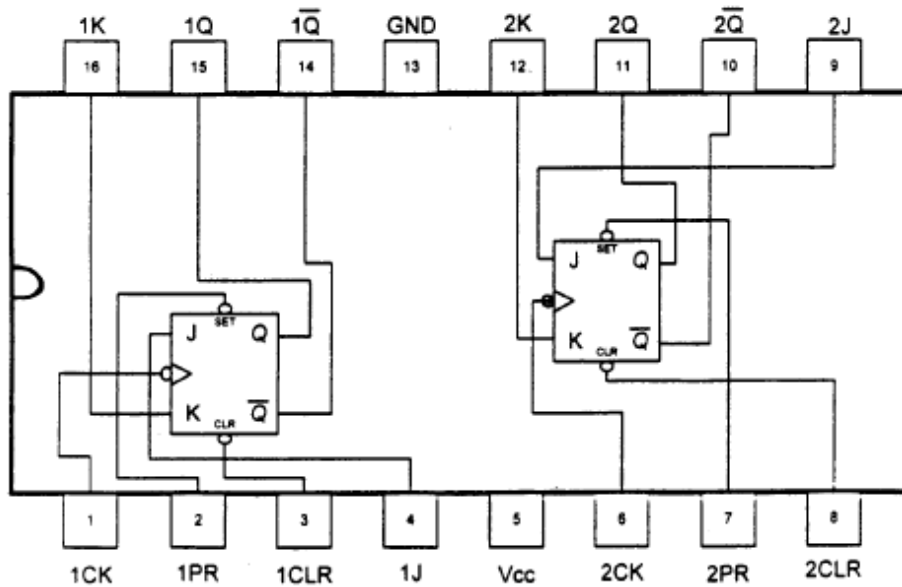 1K 1Q 1Q̅ GND 2K 2Q 2Q̅ 2J
16 15 14 13 12 11 10 9
SET
J Q
K Q̅
CLR
SET
J Q
K Q̅
CLR
1 2 3 4 5 6 7 8
1CK 1PR 1CLR 1J Vcc 2CK 2PR 2CLR